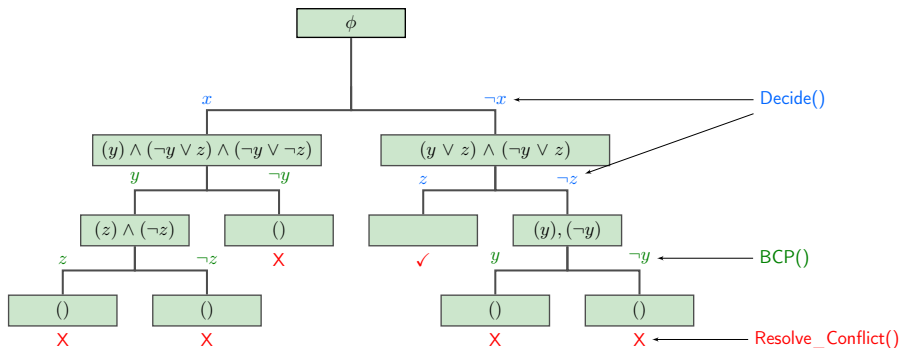 ϕ
x ¬x Decide()
(y) ∧ (¬y ∨ z) ∧ (¬y ∨ ¬z) (y ∨ z) ∧ (¬y ∨ z)
y ¬y z ¬z
(z) ∧ (¬z) () (y), (¬y)
X ✓
z ¬z y ¬y BCP()
() () () ()
X X X X Resolve_Conflict()